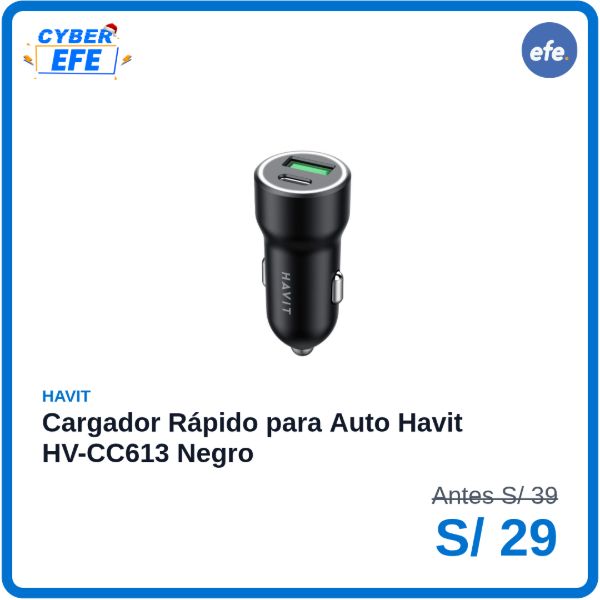 CYBER
EFE
efe.
HAVIT
HAVIT
Cargador Rápido para Auto Havit
HV-CC613 Negro
Antes S/ 39
S/ 29